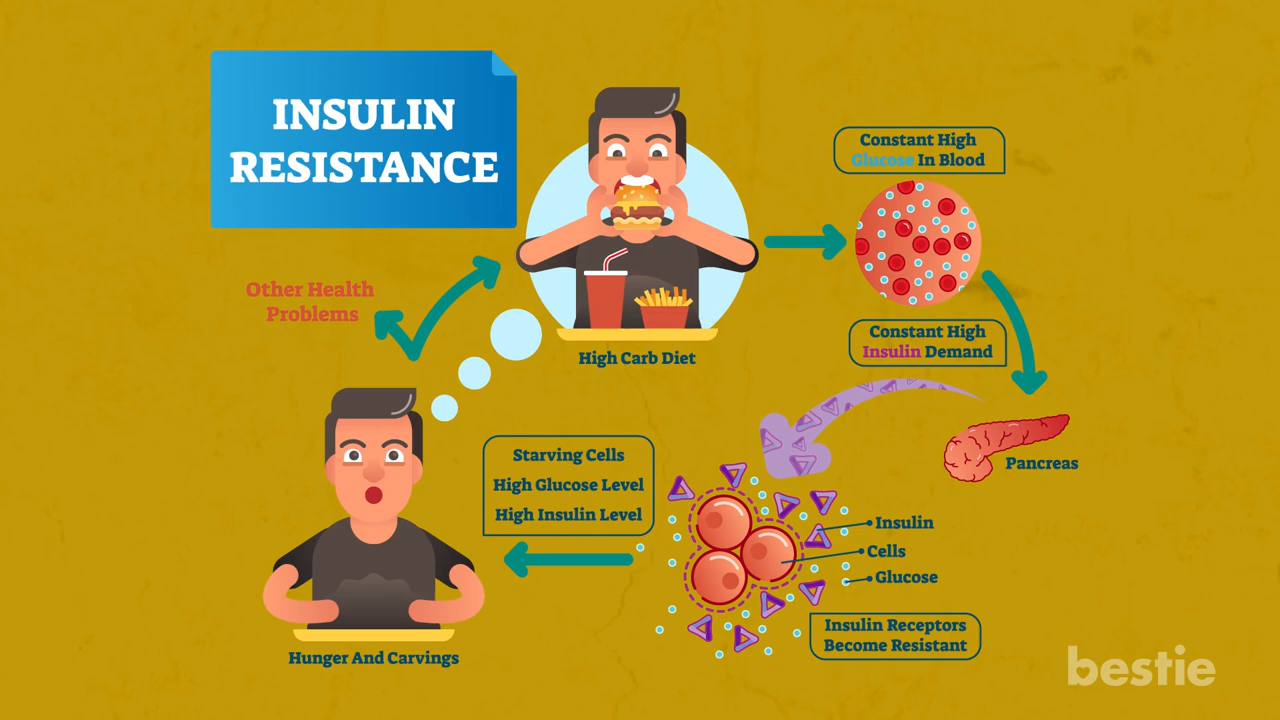 INSULIN
RESISTANCE
Constant High
Glucose In Blood
Other Health
Problems
High Carb Diet
Constant High
Insulin Demand
Pancreas
Starving Cells
High Glucose Level
High Insulin Level
Insulin
Cells
Glucose
Insulin Receptors
Become Resistant
Hunger And Carvings
bestie